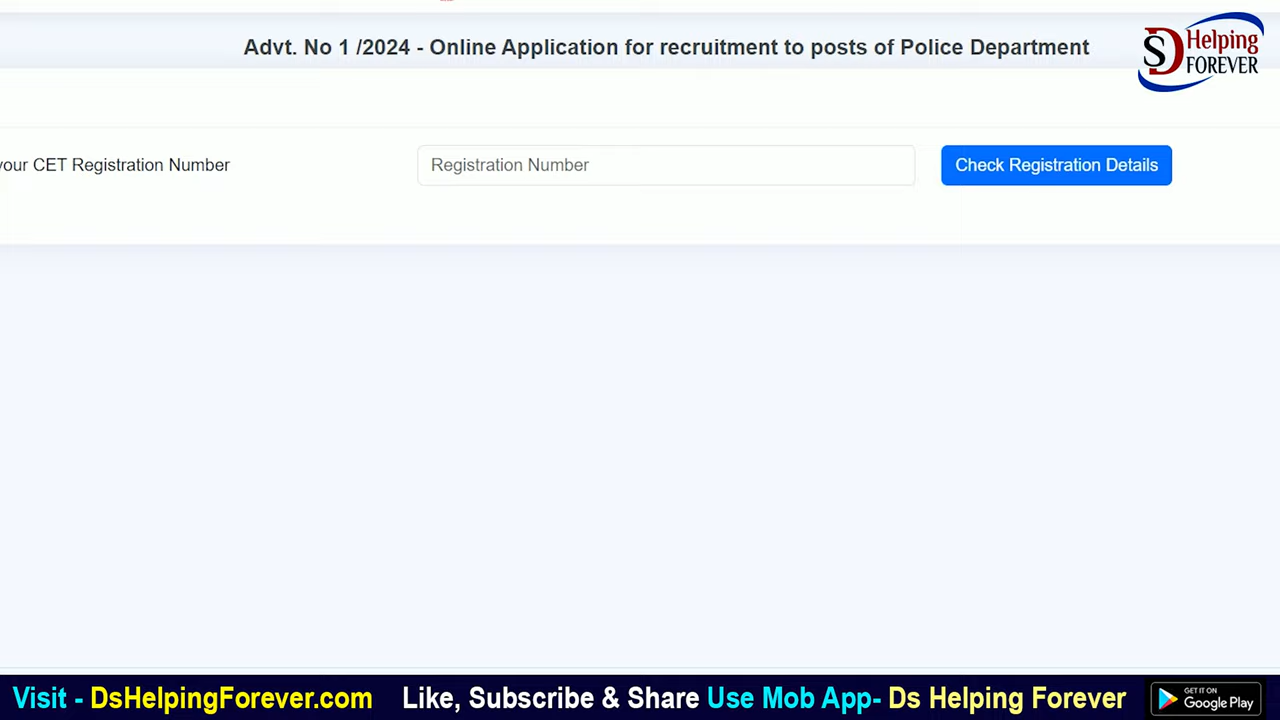 Advt. No 1 /2024 - Online Application for recruitment to posts of Police Department
SD Helping
FOREVER
your CET Registration Number
Registration Number
Check Registration Details
Visit - DsHelpingForever.com Like, Subscribe & Share Use Mob App- Ds Helping Forever
GET IT ON
Google Play